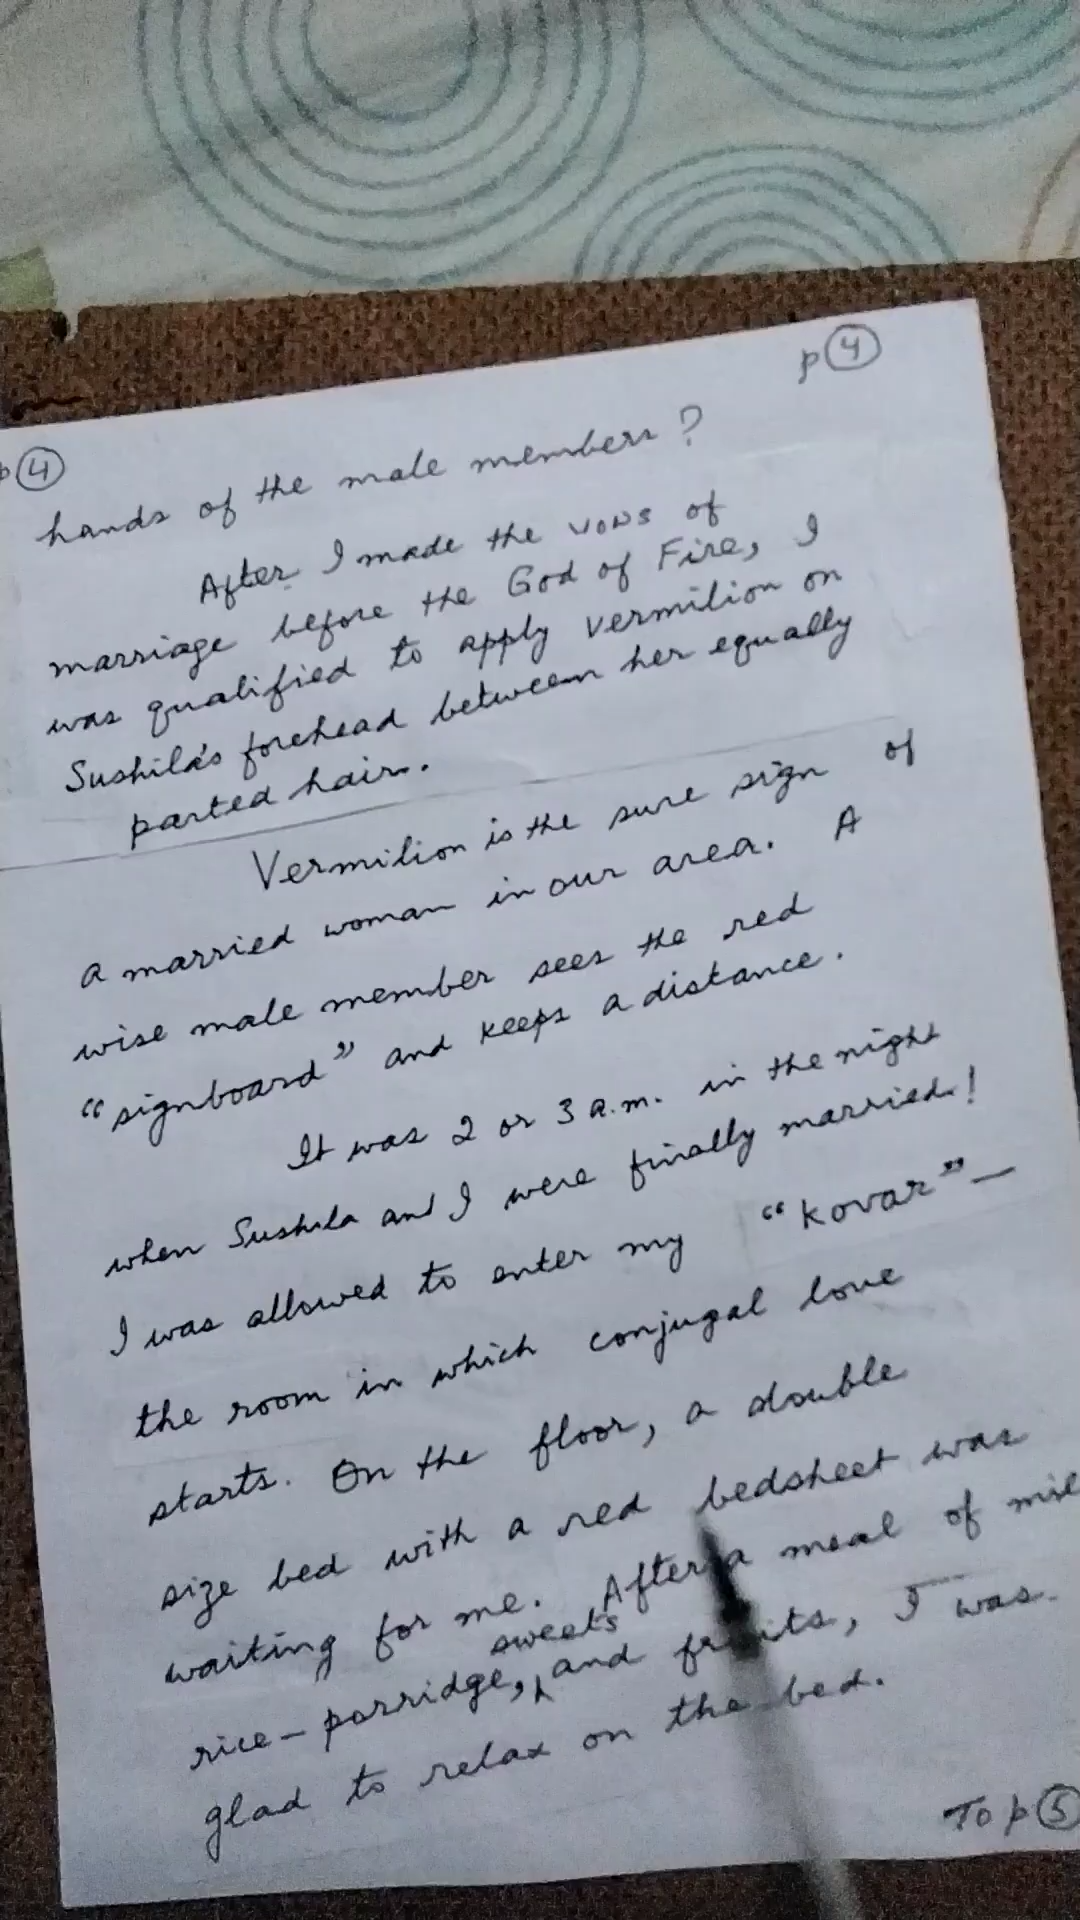 p 4
p 4
hands of the male members?
After I made the vows of
marriage before the God of Fire, I
was qualified to apply vermilion on
Sushila's forehead between her equally
parted hair.
Vermilion is the sure sign of
a married woman in our area. A
wise male member sees the red
"signboard" and keeps a distance.
It was 2 or 3 a.m. in the night
when Sushila and I were finally married!
I was allowed to enter my "kovar" —
the room in which conjugal love
starts. On the floor, a double
size bed with a red bedsheet was
waiting for me. After a meal of
rice - porridge, sweets and fruits, I was
glad to relax on the bed.
To p 5